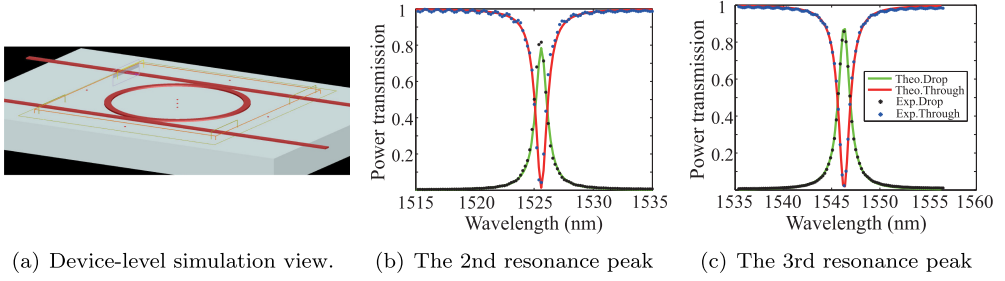 Power transmission
1
0.8
0.6
0.4
0.2
1515 1520 1525 1530 1535
Wavelength (nm)
Power transmission
1
0.8
0.6
0.4
0.2
Theo.Drop
Theo.Through
Exp.Drop
Exp.Through
1535 1540 1545 1550 1555 1560
Wavelength (nm)
(a) Device-level simulation view.
(b) The 2nd resonance peak
(c) The 3rd resonance peak